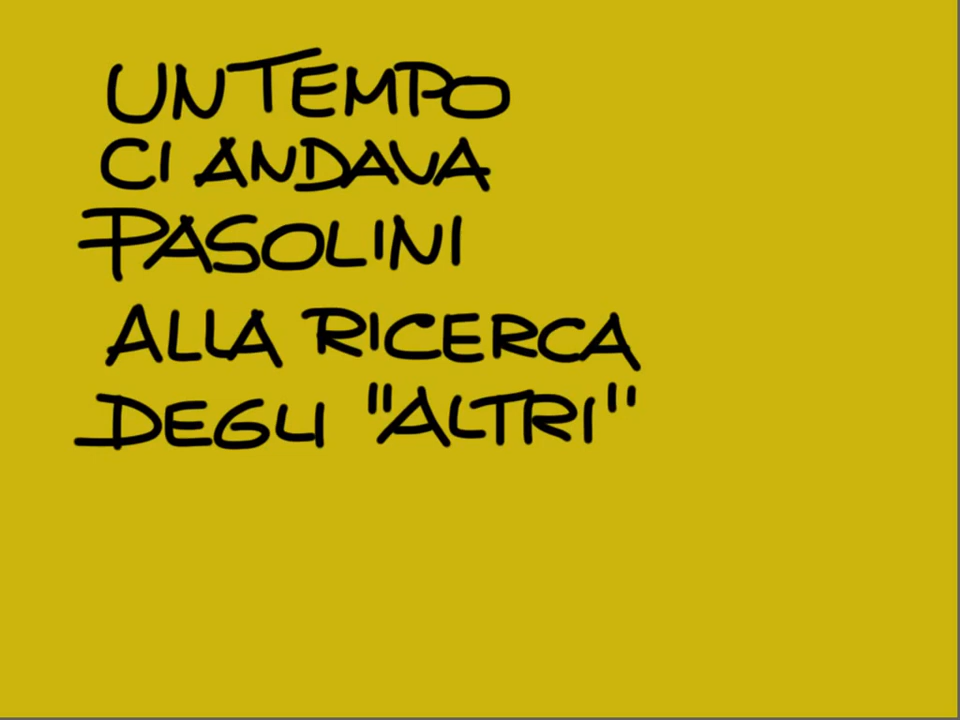 UN TEMPO
CI ANDAVA
PASOLINI
ALLA RICERCA
DEGLI "ALTRI"